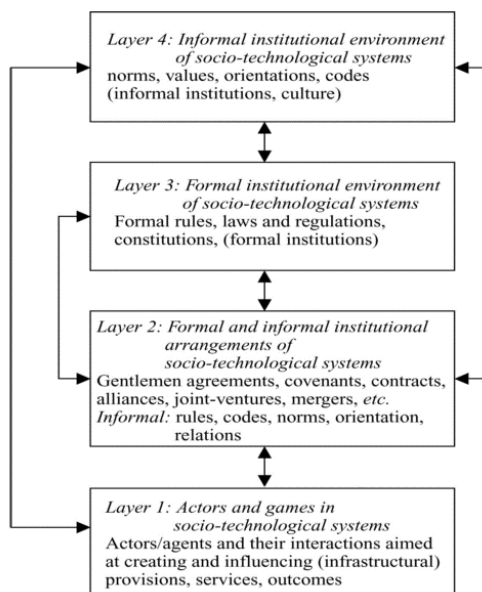 Layer 4: Informal institutional environment
of socio-technological systems
norms, values, orientations, codes
(informal institutions, culture)
Layer 3: Formal institutional environment
of socio-technological systems
Formal rules, laws and regulations,
constitutions, (formal institutions)
Layer 2: Formal and informal institutional
arrangements of
socio-technological systems
Gentlemen agreements, covenants, contracts,
alliances, joint-ventures, mergers, etc.
Informal: rules, codes, norms, orientation,
relations
Layer 1: Actors and games in
socio-technological systems
Actors/agents and their interactions aimed
at creating and influencing (infrastructural)
provisions, services, outcomes